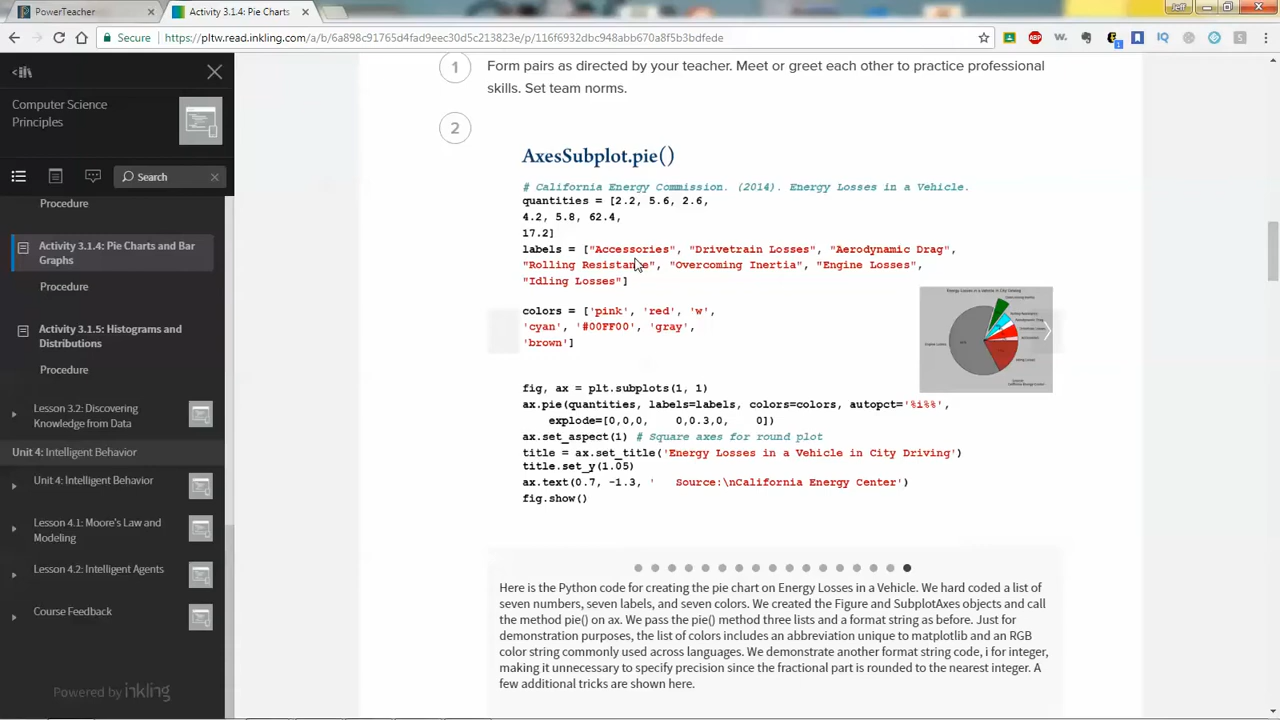 PowerTeacher
Activity 3.1.4: Pie Charts
Secure https://pltw.read.inkling.com/a/b/6a898c91765d4fad9eec30d5c213823e/p/116f6932dbc948abb670a8f5b3bdfede
Computer Science
Principles
Search
Procedure
Activity 3.1.4: Pie Charts and Bar
Graphs
Procedure
Activity 3.1.5: Histograms and
Distributions
Procedure
Lesson 3.2: Discovering
Knowledge from Data
Unit 4: Intelligent Behavior
Unit 4: Intelligent Behavior
Lesson 4.1: Moore's Law and
Modeling
Lesson 4.2: Intelligent Agents
Course Feedback
Powered by inkling
1
Form pairs as directed by your teacher. Meet or greet each other to practice professional
skills. Set team norms.
2
AxesSubplot.pie()
# California Energy Commission. (2014). Energy Losses in a Vehicle.
quantities = [2.2, 5.6, 2.6,
4.2, 5.8, 62.4,
17.2]
labels = ["Accessories", "Drivetrain Losses", "Aerodynamic Drag",
"Rolling Resistance", "Overcoming Inertia", "Engine Losses",
"Idling Losses"]
colors = ['pink', 'red', 'w',
'cyan', '#00FF00', 'gray',
'brown']
fig, ax = plt.subplots(1, 1)
ax.pie(quantities, labels=labels, colors=colors, autopct='%i%%',
explode=[0,0,0, 0,0.3,0, 0])
ax.set_aspect(1) # Square axes for round plot
title = ax.set_title('Energy Losses in a Vehicle in City Driving')
title.set_y(1.05)
ax.text(0.7, -1.3, ' Source:\nCalifornia Energy Center')
fig.show()
Energy Losses in a Vehicle in City Driving
Here is the Python code for creating the pie chart on Energy Losses in a Vehicle. We hard coded a list of
seven numbers, seven labels, and seven colors. We created the Figure and SubplotAxes objects and call
the method pie() on ax. We pass the pie() method three lists and a format string as before. Just for
demonstration purposes, the list of colors includes an abbreviation unique to matplotlib and an RGB
color string commonly used across languages. We demonstrate another format string code, i for integer,
making it unnecessary to specify precision since the fractional part is rounded to the nearest integer. A
few additional tricks are shown here.